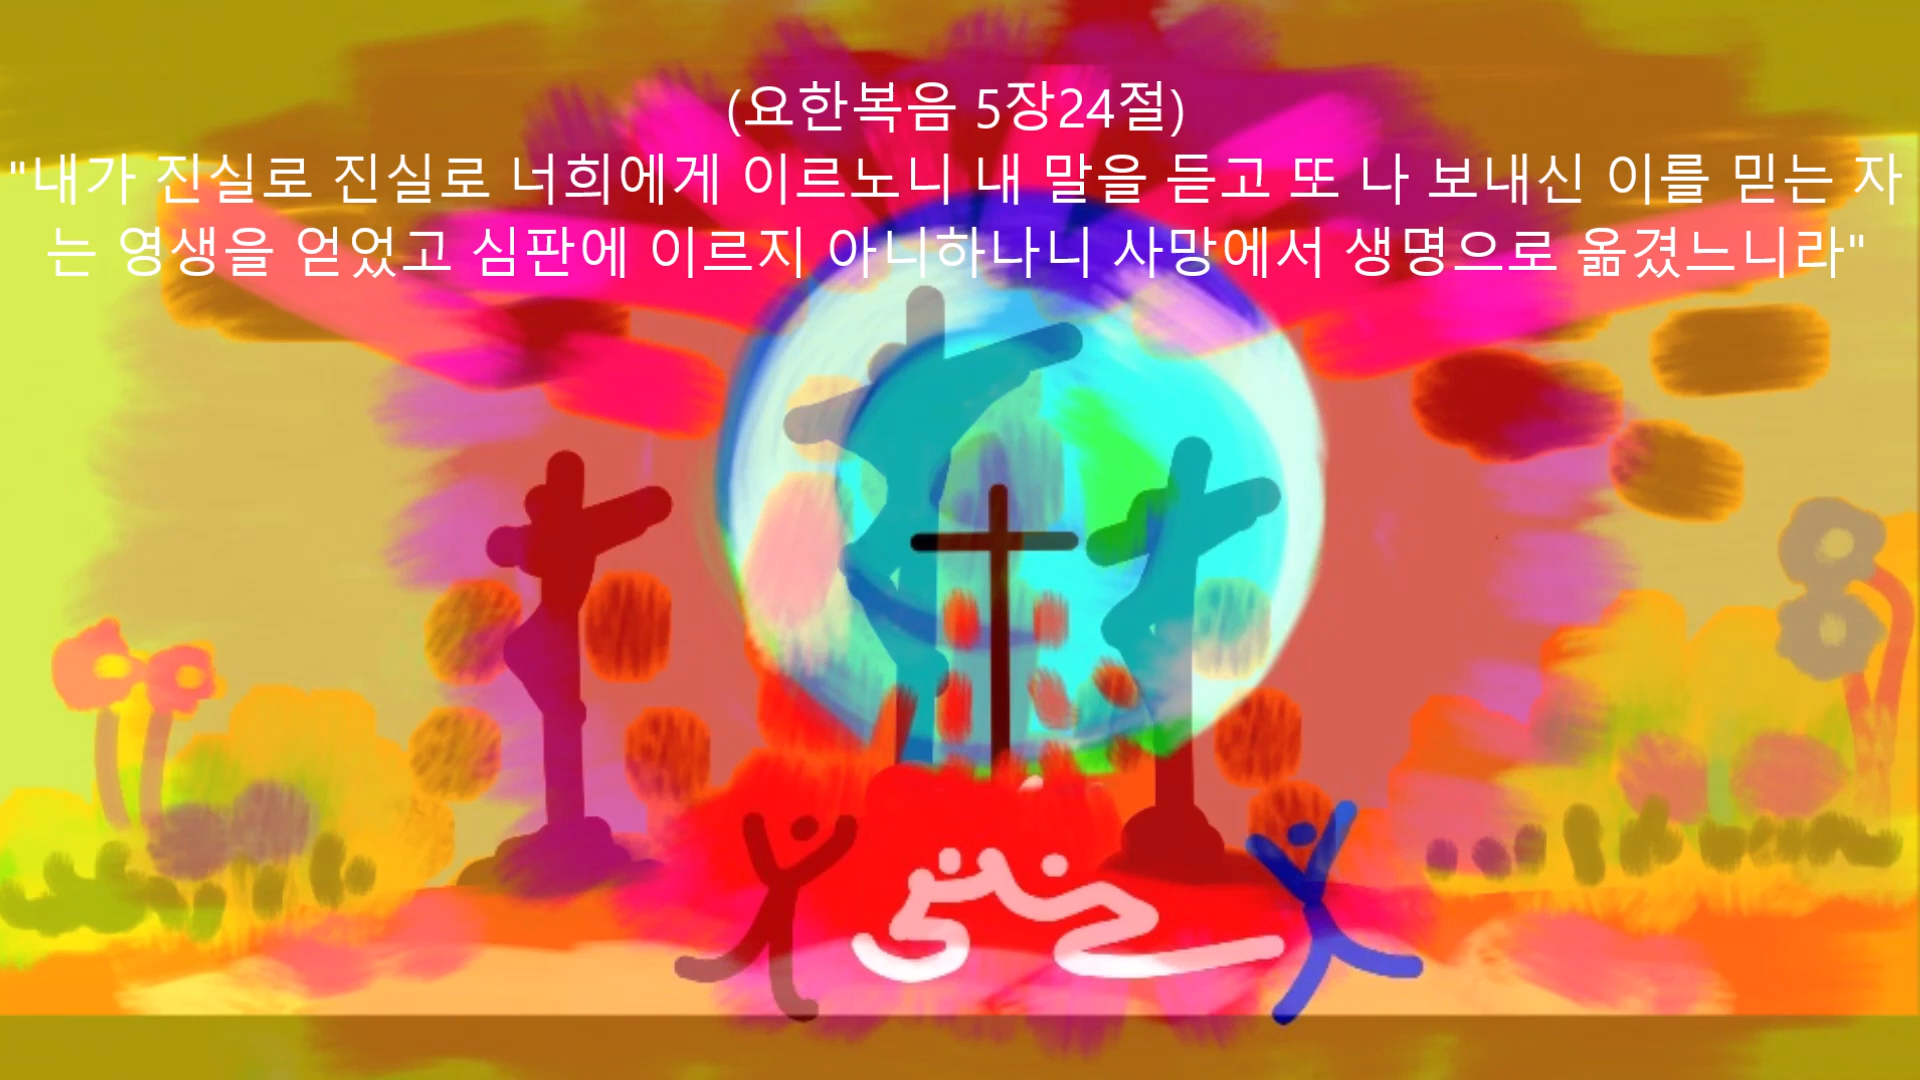 (요한복음 5장24절)
"내가 진실로 진실로 너희에게 이르노니 내 말을 듣고 또 나 보내신 이를 믿는 자
는 영생을 얻었고 심판에 이르지 아니하나니 사망에서 생명으로 옮겼느니라"